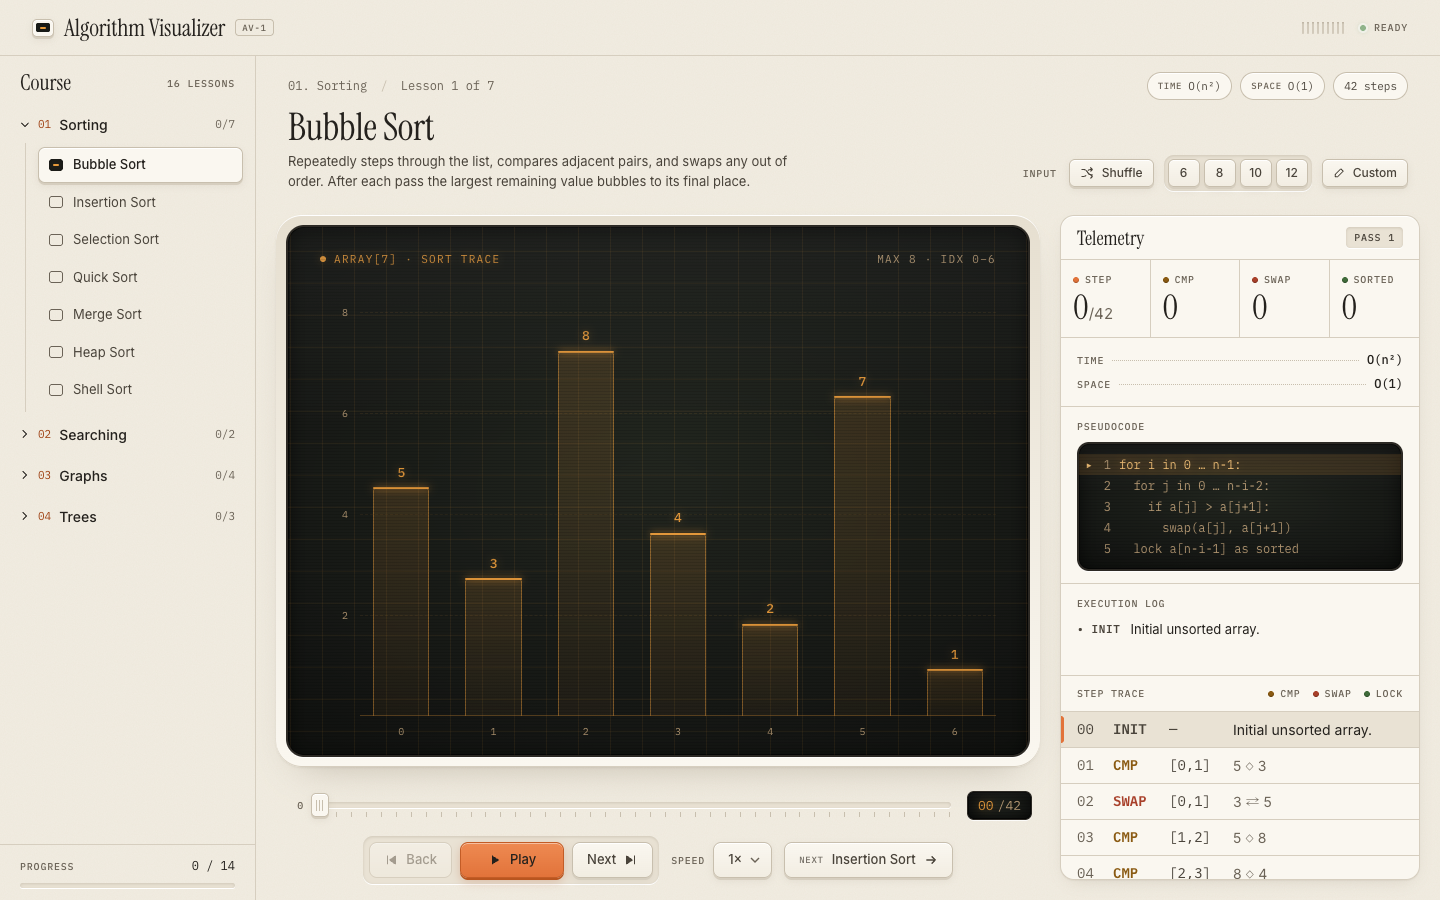 Algorithm Visualizer AV-1
READY
Course 16 LESSONS
01 Sorting 0/7
Bubble Sort
Insertion Sort
Selection Sort
Quick Sort
Merge Sort
Heap Sort
Shell Sort
02 Searching 0/2
03 Graphs 0/4
04 Trees 0/3
PROGRESS 0 / 14
01. Sorting / Lesson 1 of 7
TIME O(n²) SPACE O(1) 42 steps
Bubble Sort
Repeatedly steps through the list, compares adjacent pairs, and swaps any out of
order. After each pass the largest remaining value bubbles to its final place.
INPUT Shuffle 6 8 10 12 Custom
ARRAY[7] · SORT TRACE MAX 8 · IDX 0–6
8
6
4
2
5 3 8 4 2 7 1
0 1 2 3 4 5 6
0 00 /42
Back Play Next SPEED 1× NEXT Insertion Sort →
Telemetry PASS 1
STEP CMP SWAP SORTED
0/42 0 0 0
TIME O(n²)
SPACE O(1)
PSEUDOCODE
▸ 1 for i in 0 … n-1:
2 for j in 0 … n-i-2:
3 if a[j] > a[j+1]:
4 swap(a[j], a[j+1])
5 lock a[n-i-1] as sorted
EXECUTION LOG
• INIT Initial unsorted array.
STEP TRACE CMP SWAP LOCK
00 INIT — Initial unsorted array.
01 CMP [0,1] 5 ◇ 3
02 SWAP [0,1] 3 ⇄ 5
03 CMP [1,2] 5 ◇ 8
04 CMP [2,3] 8 ◇ 4